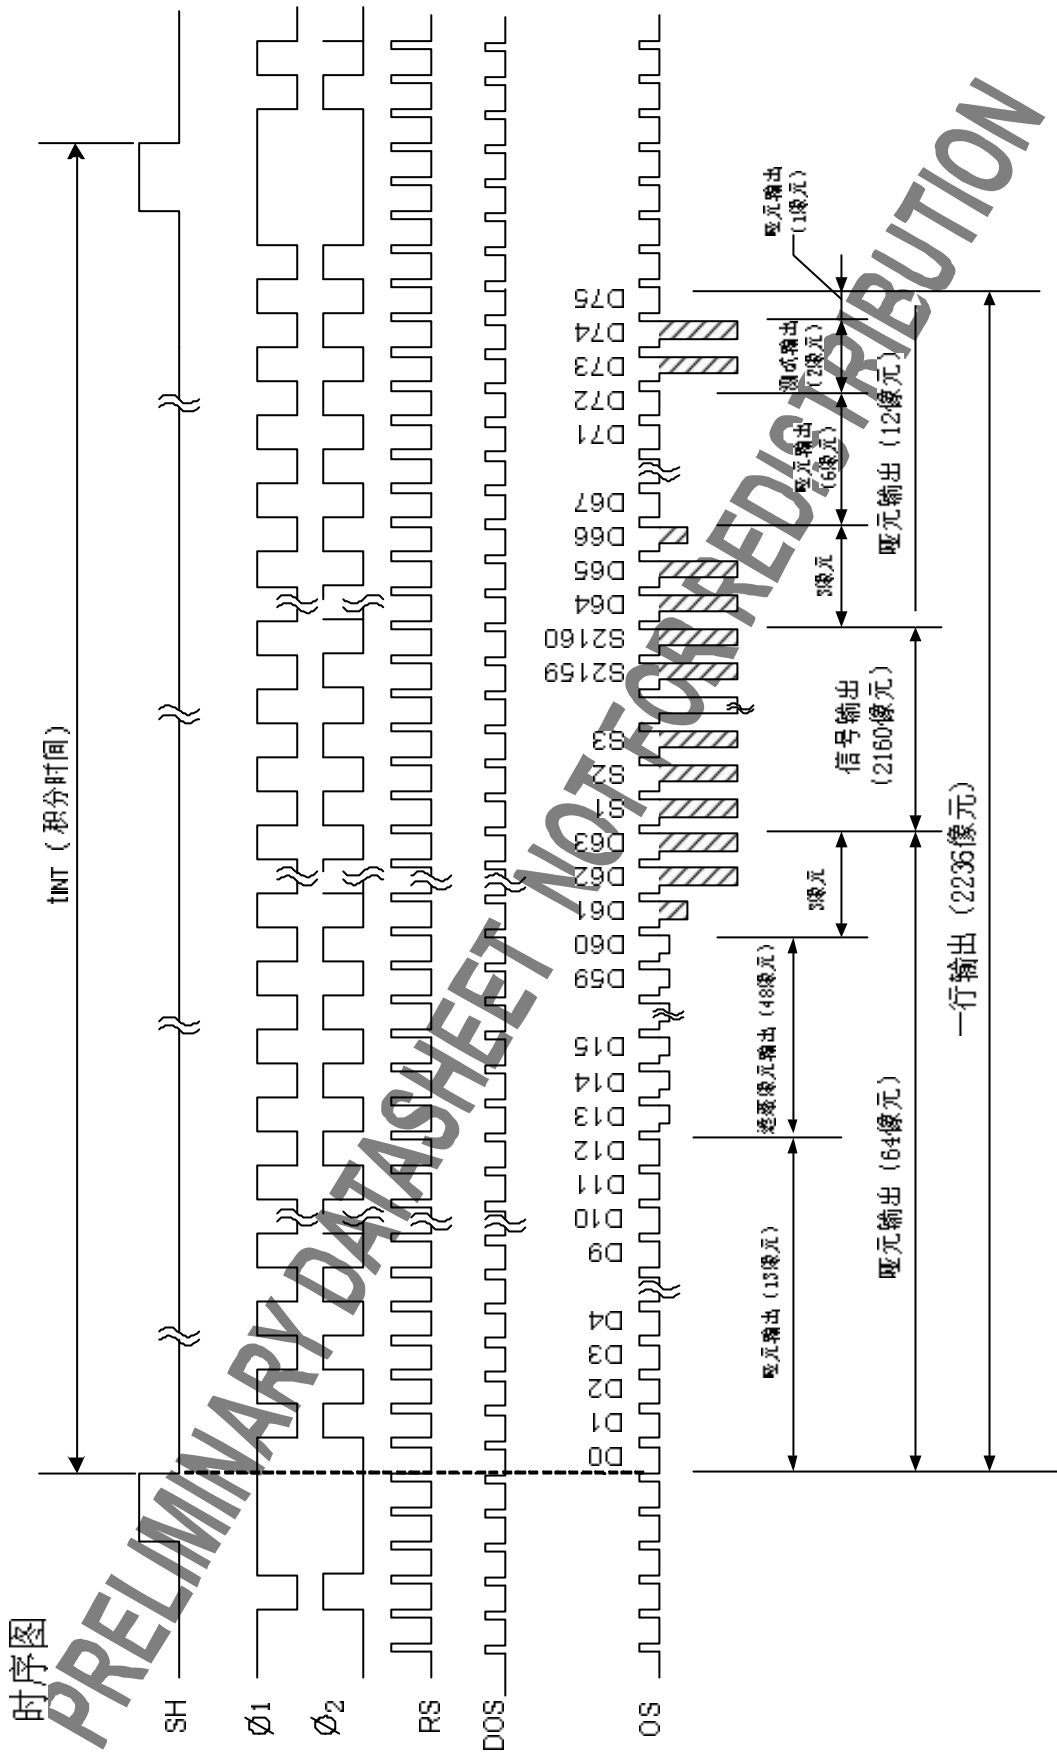 时序图
tINT (积分时间)
SH
Ø1
Ø2
RS
DOS
OS
D0
D1
D2
D3
D4
D9
D10
D11
D12
D13
D14
D15
D59
D60
D61
D62
D63
S1
S2
S3
S2159
S2160
D64
D65
D66
D67
D71
D72
D73
D74
D75
哑元输出 (13像元)
遮蔽像元输出 (48像元)
3像元
3像元
哑元输出
(6像元)
测试输出
(2像元)
哑元输出
(1像元)
哑元输出 (64像元)
信号输出
(2160像元)
哑元输出 (12像元)
一行输出 (2236像元)
PRELIMINARY DATASHEET NOT FOR REDISTRIBUTION